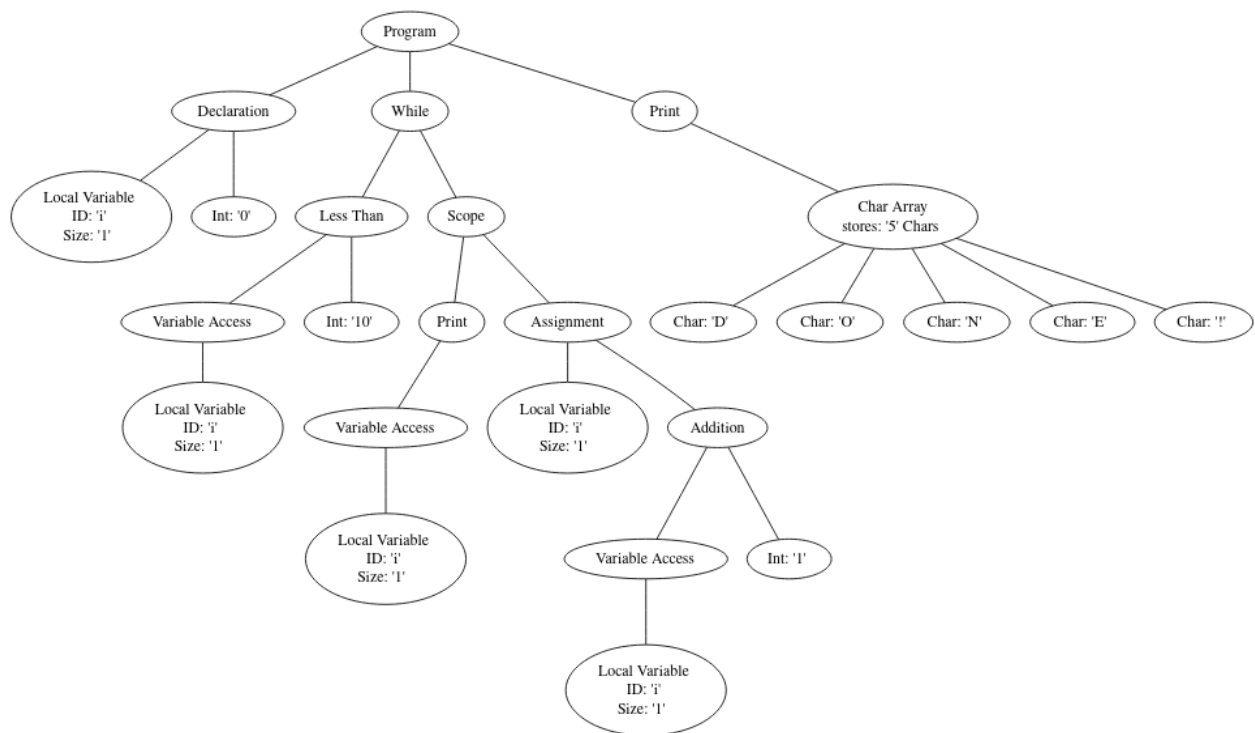 Program
Declaration
While
Print
Local Variable
ID: 'i'
Size: '1'
Int: '0'
Less Than
Scope
Char Array
stores: '5' Chars
Variable Access
Int: '10'
Print
Assignment
Char: 'D'
Char: 'O'
Char: 'N'
Char: 'E'
Char: '!'
Local Variable
ID: 'i'
Size: '1'
Variable Access
Local Variable
ID: 'i'
Size: '1'
Addition
Local Variable
ID: 'i'
Size: '1'
Variable Access
Int: '1'
Local Variable
ID: 'i'
Size: '1'